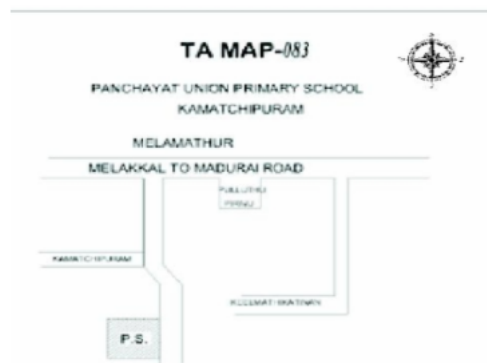 TA MAP-083
PANCHAYAT UNION PRIMARY SCHOOL
KAMATCHIPURAM
MELAMATHUR
MELAKKAL TO MADURAI ROAD
KAMATCHIPURAM
P.S.